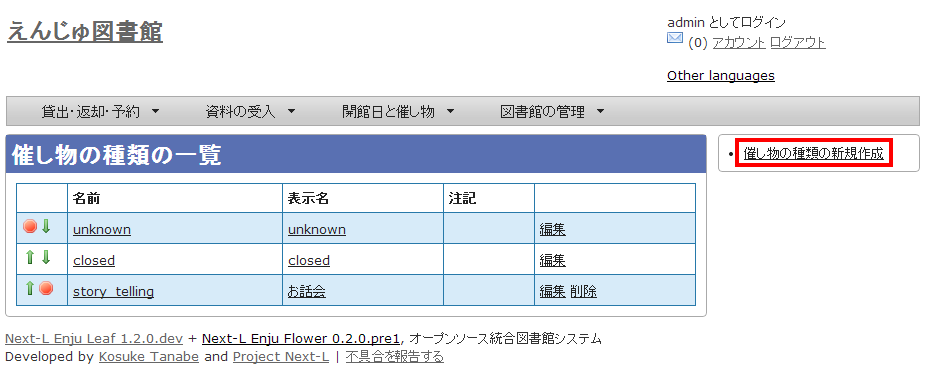 えんじゅ図書館
admin としてログイン
(0) アカウント ログアウト
Other languages
貸出・返却・予約 資料の受入 開館日と催し物 図書館の管理
催し物の種類の一覧
催し物の種類の新規作成
名前 表示名 注記
unknown unknown 編集
closed closed 編集
story_telling お話会 編集 削除
Next-L Enju Leaf 1.2.0.dev + Next-L Enju Flower 0.2.0.pre1, オープンソース統合図書館システム
Developed by Kosuke Tanabe and Project Next-L | 不具合を報告する